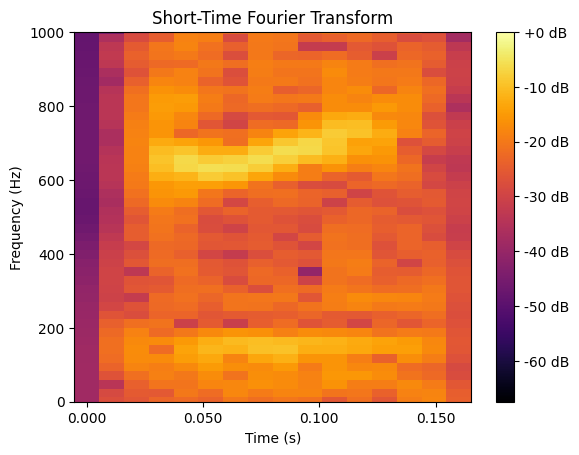 Short-Time Fourier Transform
1000
800
600
400
200
0
Frequency (Hz)
0.000
0.050
0.100
0.150
Time (s)
+0 dB
-10 dB
-20 dB
-30 dB
-40 dB
-50 dB
-60 dB